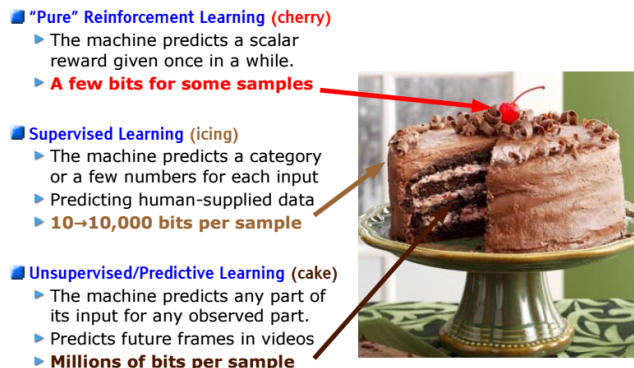 “Pure” Reinforcement Learning (cherry)
The machine predicts a scalar
reward given once in a while.
A few bits for some samples
Supervised Learning (icing)
The machine predicts a category
or a few numbers for each input
Predicting human-supplied data
10→10,000 bits per sample
Unsupervised/Predictive Learning (cake)
The machine predicts any part of
its input for any observed part.
Predicts future frames in videos
Millions of bits per sample